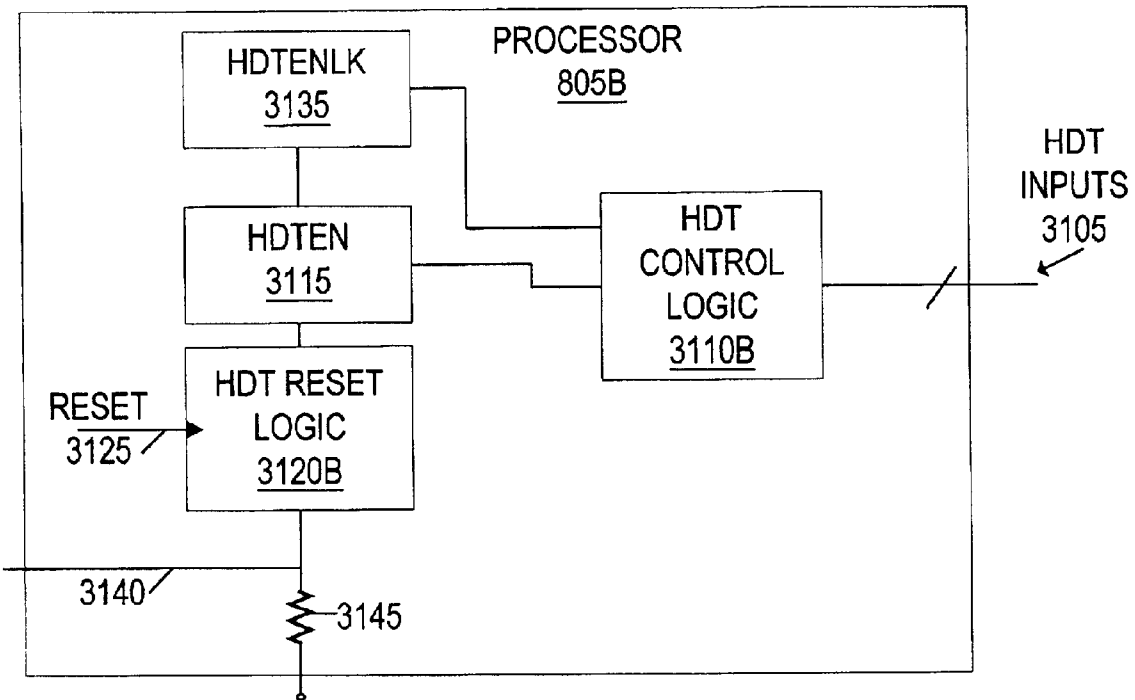 PROCESSOR
805B
HDTENLK
3135
HDTEN
3115
HDT
CONTROL
LOGIC
3110B
HDT
INPUTS
3105
HDT RESET
LOGIC
3120B
RESET
3125
3140
3145